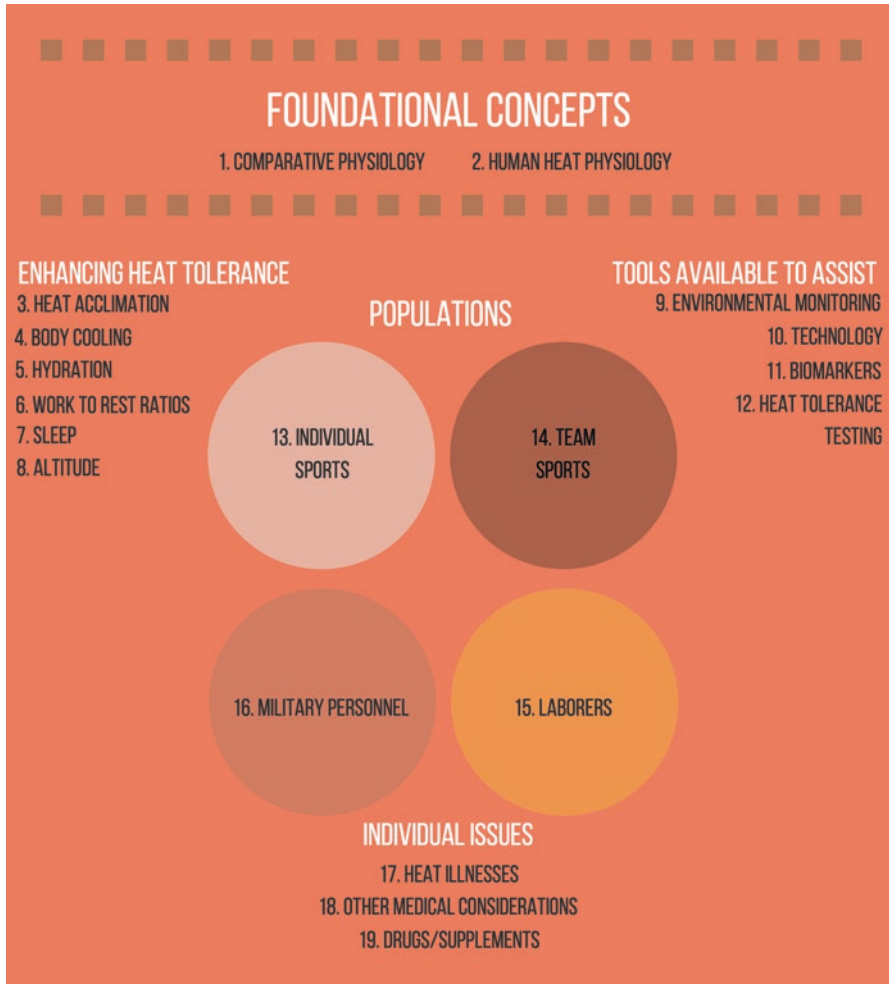 FOUNDATIONAL CONCEPTS
1. COMPARATIVE PHYSIOLOGY 2. HUMAN HEAT PHYSIOLOGY
ENHANCING HEAT TOLERANCE
3. HEAT ACCLIMATION
4. BODY COOLING
5. HYDRATION
6. WORK TO REST RATIOS
7. SLEEP
8. ALTITUDE
TOOLS AVAILABLE TO ASSIST
9. ENVIRONMENTAL MONITORING
10. TECHNOLOGY
11. BIOMARKERS
12. HEAT TOLERANCE
TESTING
POPULATIONS
13. INDIVIDUAL
SPORTS
14. TEAM
SPORTS
16. MILITARY PERSONNEL
15. LABORERS
INDIVIDUAL ISSUES
17. HEAT ILLNESSES
18. OTHER MEDICAL CONSIDERATIONS
19. DRUGS/SUPPLEMENTS